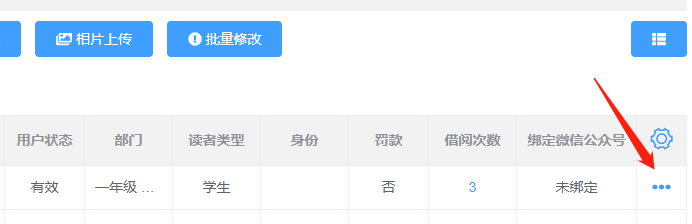 相片上传
批量修改
用户状态 部门 读者类型 身份 罚款 借阅次数 绑定微信公众号
有效 一年级 ... 学生 否 3 未绑定 •••